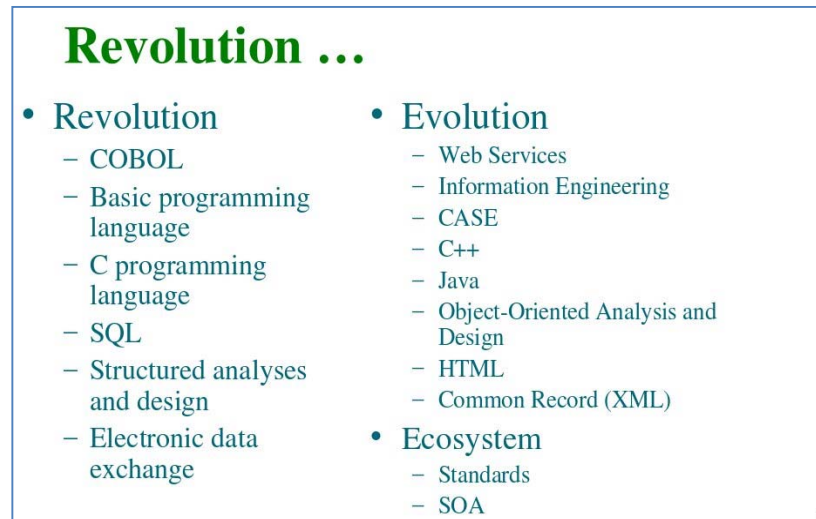 Revolution …
• Revolution
– COBOL
– Basic programming
language
– C programming
language
– SQL
– Structured analyses
and design
– Electronic data
exchange
• Evolution
– Web Services
– Information Engineering
– CASE
– C++
– Java
– Object-Oriented Analysis and
Design
– HTML
– Common Record (XML)
• Ecosystem
– Standards
– SOA